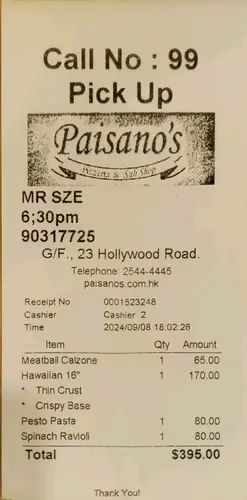 Call No : 99
Pick Up
Paisano's
Pizzeria & Sub Shop
MR SZE
6;30pm
90317725
G/F., 23 Hollywood Road.
Telephone: 2544-4445
paisanos.com.hk
Receipt No 0001523248
Cashier Cashier 2
Time 2024/09/08 18:02:26
Item Qty Amount
Meatball Calzone 1 65.00
Hawaiian 16" 1 170.00
* Thin Crust
* Crispy Base
Pesto Pasta 1 80.00
Spinach Ravioli 1 80.00
Total $395.00
Thank You!